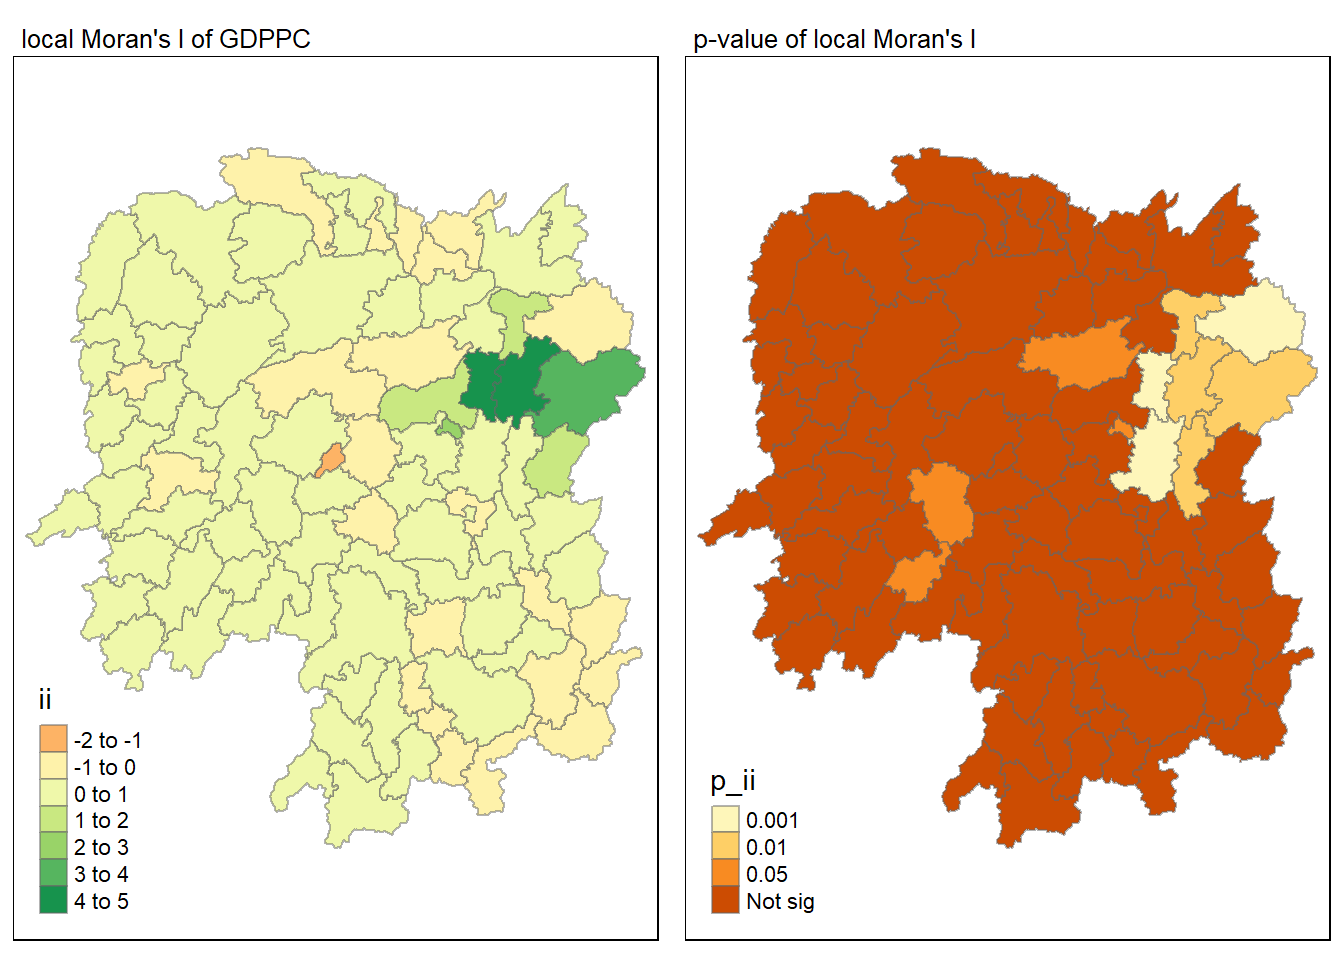 local Moran's I of GDPPC
ii
-2 to -1
-1 to 0
0 to 1
1 to 2
2 to 3
3 to 4
4 to 5
p-value of local Moran's I
p_ii
0.001
0.01
0.05
Not sig